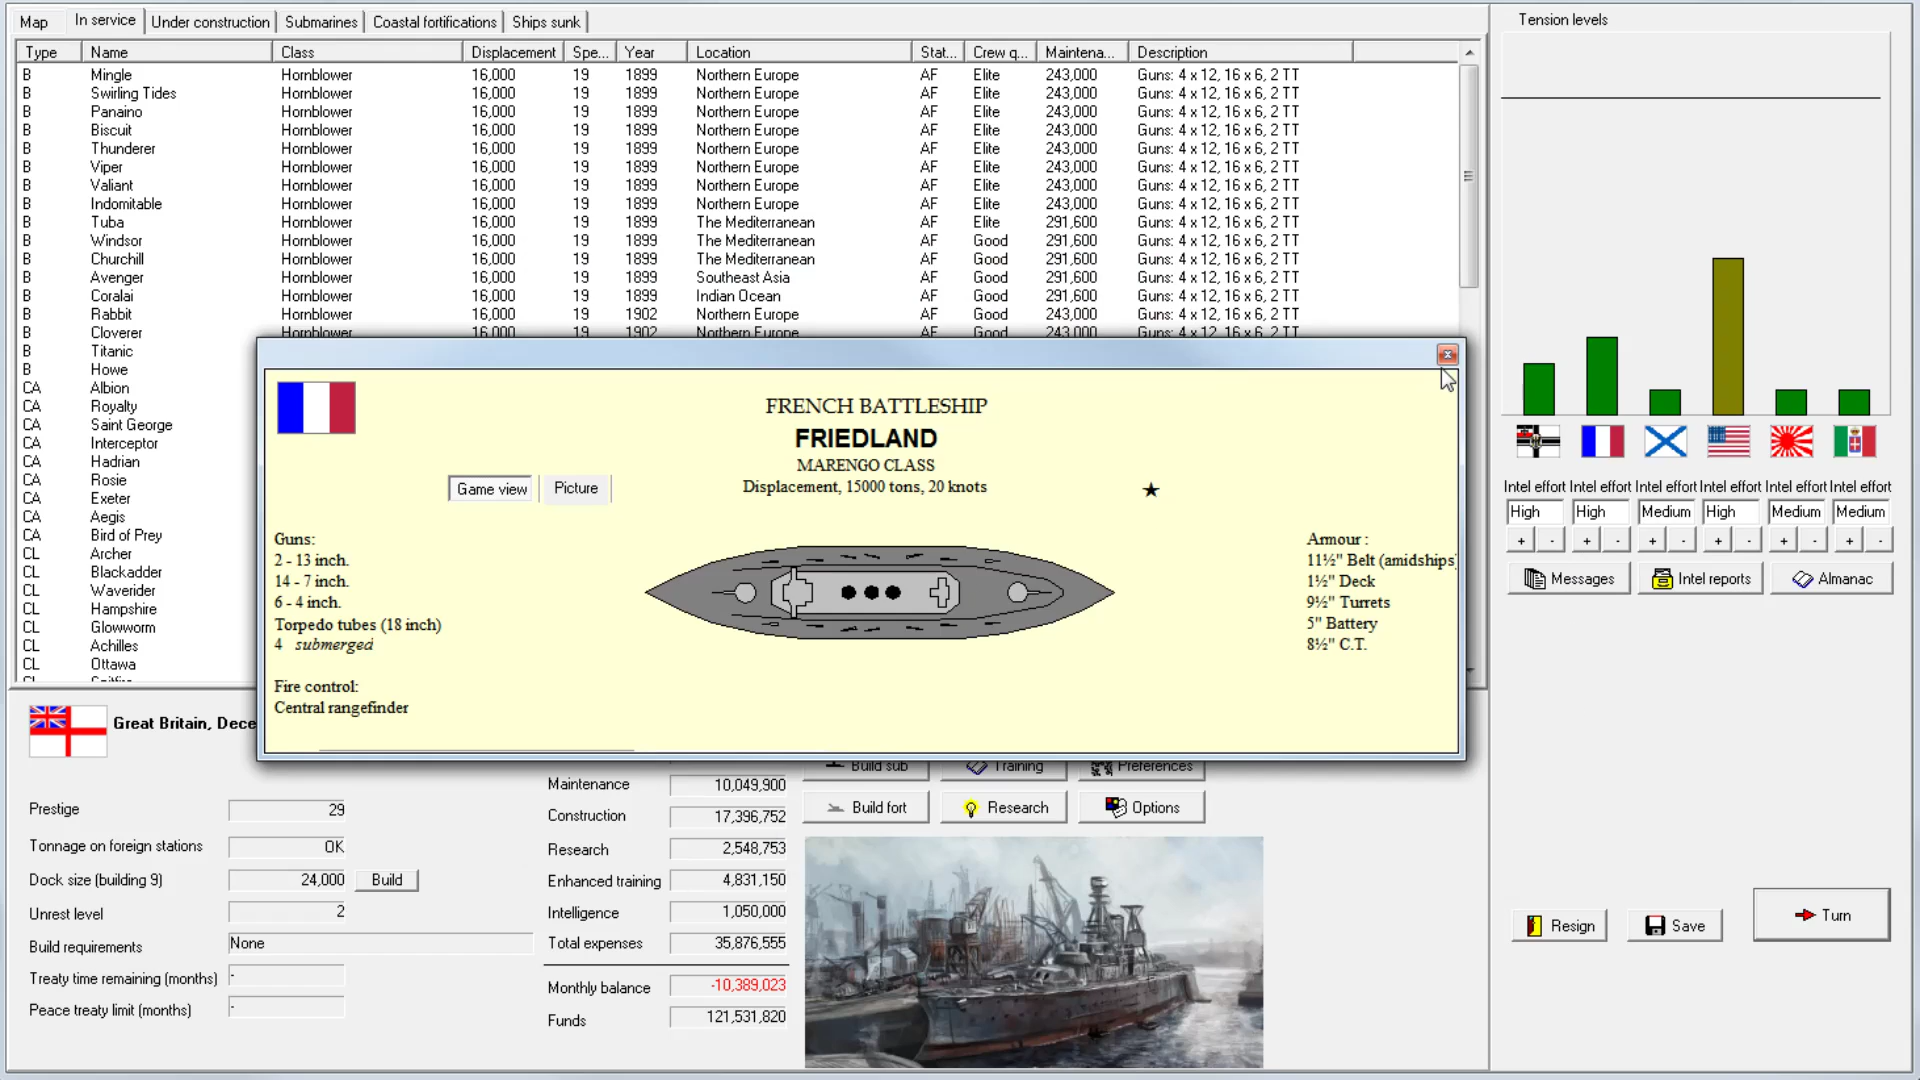 Map In service Under construction Submarines Coastal fortifications Ships sunk
Type Name Class Displacement Spe... Year Location Stat... Crew q... Maintena... Description
B Mingle Hornblower 16,000 19 1899 Northern Europe AF Elite 243,000 Guns: 4 x 12, 16 x 6, 2 TT
B Swirling Tides Hornblower 16,000 19 1899 Northern Europe AF Elite 243,000 Guns: 4 x 12, 16 x 6, 2 TT
B Panaino Hornblower 16,000 19 1899 Northern Europe AF Elite 243,000 Guns: 4 x 12, 16 x 6, 2 TT
B Biscuit Hornblower 16,000 19 1899 Northern Europe AF Elite 243,000 Guns: 4 x 12, 16 x 6, 2 TT
B Thunderer Hornblower 16,000 19 1899 Northern Europe AF Elite 243,000 Guns: 4 x 12, 16 x 6, 2 TT
B Viper Hornblower 16,000 19 1899 Northern Europe AF Elite 243,000 Guns: 4 x 12, 16 x 6, 2 TT
B Valiant Hornblower 16,000 19 1899 Northern Europe AF Elite 243,000 Guns: 4 x 12, 16 x 6, 2 TT
B Indomitable Hornblower 16,000 19 1899 Northern Europe AF Elite 243,000 Guns: 4 x 12, 16 x 6, 2 TT
B Tuba Hornblower 16,000 19 1899 The Mediterranean AF Elite 291,600 Guns: 4 x 12, 16 x 6, 2 TT
B Windsor Hornblower 16,000 19 1899 The Mediterranean AF Good 291,600 Guns: 4 x 12, 16 x 6, 2 TT
B Churchill Hornblower 16,000 19 1899 The Mediterranean AF Good 291,600 Guns: 4 x 12, 16 x 6, 2 TT
B Avenger Hornblower 16,000 19 1899 Southeast Asia AF Good 291,600 Guns: 4 x 12, 16 x 6, 2 TT
B Coralai Hornblower 16,000 19 1899 Indian Ocean AF Good 291,600 Guns: 4 x 12, 16 x 6, 2 TT
B Rabbit Hornblower 16,000 19 1902 Northern Europe AF Good 243,000 Guns: 4 x 12, 16 x 6, 2 TT
B Cloverer Hornblower 16,000 19 1902 Northern Europe AF Good 243,000 Guns: 4 x 12, 16 x 6, 2 TT
B Titanic
B Howe
CA Albion
CA Royalty
CA Saint George
CA Interceptor
CA Hadrian
CA Rosie
CA Exeter
CA Aegis
CA Bird of Prey
CL Archer
CL Blackadder
CL Waverider
CL Hampshire
CL Glowworm
CL Achilles
CL Ottawa
CL
FRENCH BATTLESHIP
FRIEDLAND
MARENGO CLASS
Displacement, 15000 tons, 20 knots
Game view Picture
Guns:
2 - 13 inch.
14 - 7 inch.
6 - 4 inch.
Torpedo tubes (18 inch)
4 submerged
Fire control:
Central rangefinder
Armour :
11½" Belt (amidships)
1½" Deck
9½" Turrets
5" Battery
8½" C.T.
Tension levels
Intel effort Intel effort Intel effort Intel effort Intel effort Intel effort
High High Medium High Medium Medium
+ - + - + - + - + - + -
Messages Intel reports Almanac
Great Britain, Dece
Prestige 29
Tonnage on foreign stations OK
Dock size (building 9) 24,000 Build
Unrest level 2
Build requirements None
Treaty time remaining (months) -
Peace treaty limit (months) -
Maintenance 10,049,900
Construction 17,396,752
Research 2,548,753
Enhanced training 4,831,150
Intelligence 1,050,000
Total expenses 35,876,555
Monthly balance -10,389,023
Funds 121,531,820
Build sub Training Preferences
Build fort Research Options
Resign Save Turn